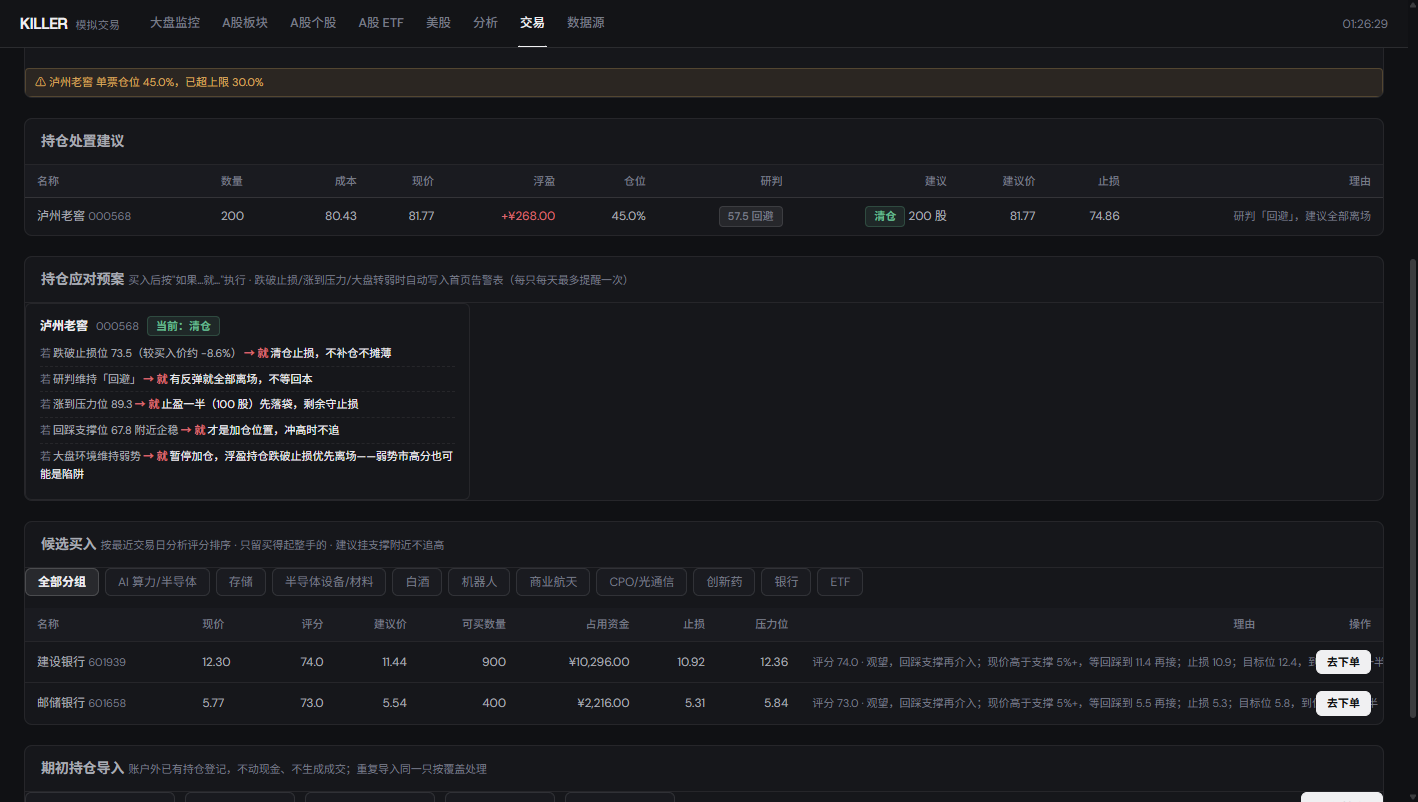 KILLER 模拟交易 大盘监控 A股板块 A股个股 A股 ETF 美股 分析 交易 数据源 01:26:29
⚠ 泸州老窖 单票仓位 45.0%，已超上限 30.0%
持仓处置建议
名称 数量 成本 现价 浮盈 仓位 研判 建议 建议价 止损 理由
泸州老窖 000568 200 80.43 81.77 +¥268.00 45.0% 57.5 回避 清仓 200 股 81.77 74.86 研判「回避」，建议全部离场
持仓应对预案 买入后按"如果…就…"执行 · 跌破止损/涨到压力/大盘转弱时自动写入首页告警表（每只每天最多提醒一次）
泸州老窖 000568 当前：清仓
若 跌破止损位 73.5（较买入价约 -8.6%） → 就 清仓止损，不补仓不摊薄
若 研判维持「回避」 → 就 有反弹就全部离场，不等回本
若 涨到压力位 89.3 → 就 止盈一半（100 股）先落袋，剩余守止损
若 回踩支撑位 67.8 附近企稳 → 就 才是加仓位置，冲高时不追
若 大盘环境维持弱势 → 就 暂停加仓，浮盈持仓跌破止损优先离场——弱势市高分也可
能是陷阱
候选买入 按最近交易日分析评分排序 · 只留买得起整手的 · 建议挂支撑附近不追高
全部分组 AI 算力/半导体 存储 半导体设备/材料 白酒 机器人 商业航天 CPO/光通信 创新药 银行 ETF
名称 现价 评分 建议价 可买数量 占用资金 止损 压力位 理由 操作
建设银行 601939 12.30 74.0 11.44 900 ¥10,296.00 10.92 12.36 评分 74.0 · 观望，回踩支撑再介入；现价高于支撑 5%+，等回踩到 11.4 再接；止损 10.9；目标位 12.4，到 去下单 半
邮储银行 601658 5.77 73.0 5.54 400 ¥2,216.00 5.31 5.84 评分 73.0 · 观望，回踩支撑再介入；现价高于支撑 5%+，等回踩到 5.5 再接；止损 5.3；目标位 5.8，到 去下单
期初持仓导入 账户外已有持仓登记，不动现金、不生成成交；重复导入同一只按覆盖处理